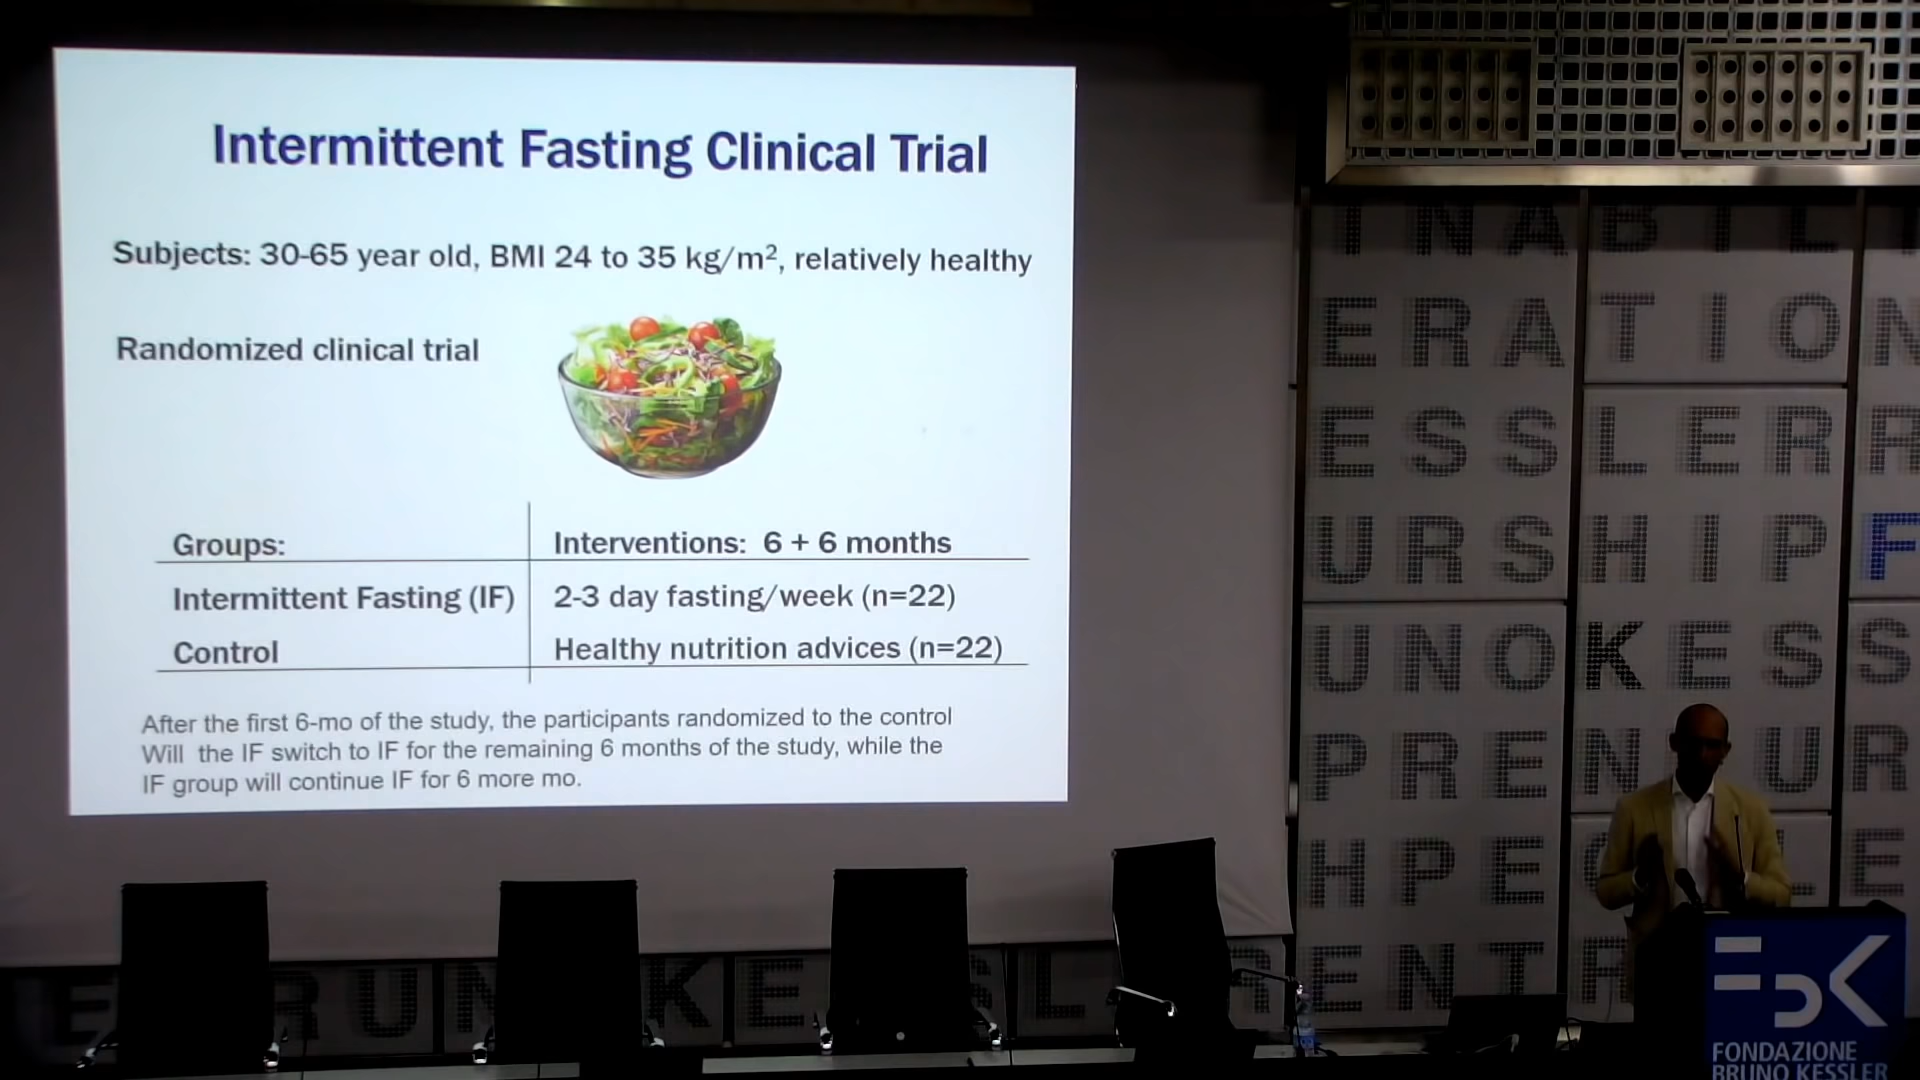 Intermittent Fasting Clinical Trial
Subjects: 30-65 year old, BMI 24 to 35 kg/m², relatively healthy
Randomized clinical trial
Groups: Interventions: 6 + 6 months
Intermittent Fasting (IF) 2-3 day fasting/week (n=22)
Control Healthy nutrition advices (n=22)
After the first 6-mo of the study, the participants randomized to the control
Will the IF switch to IF for the remaining 6 months of the study, while the
IF group will continue IF for 6 more mo.
INABILI
ERATION
ESSLERR
URSHIPF
UNOKESS
PREN UR
HPE LE
ENTR
FBK
FONDAZIONE
BRUNO KESSLER